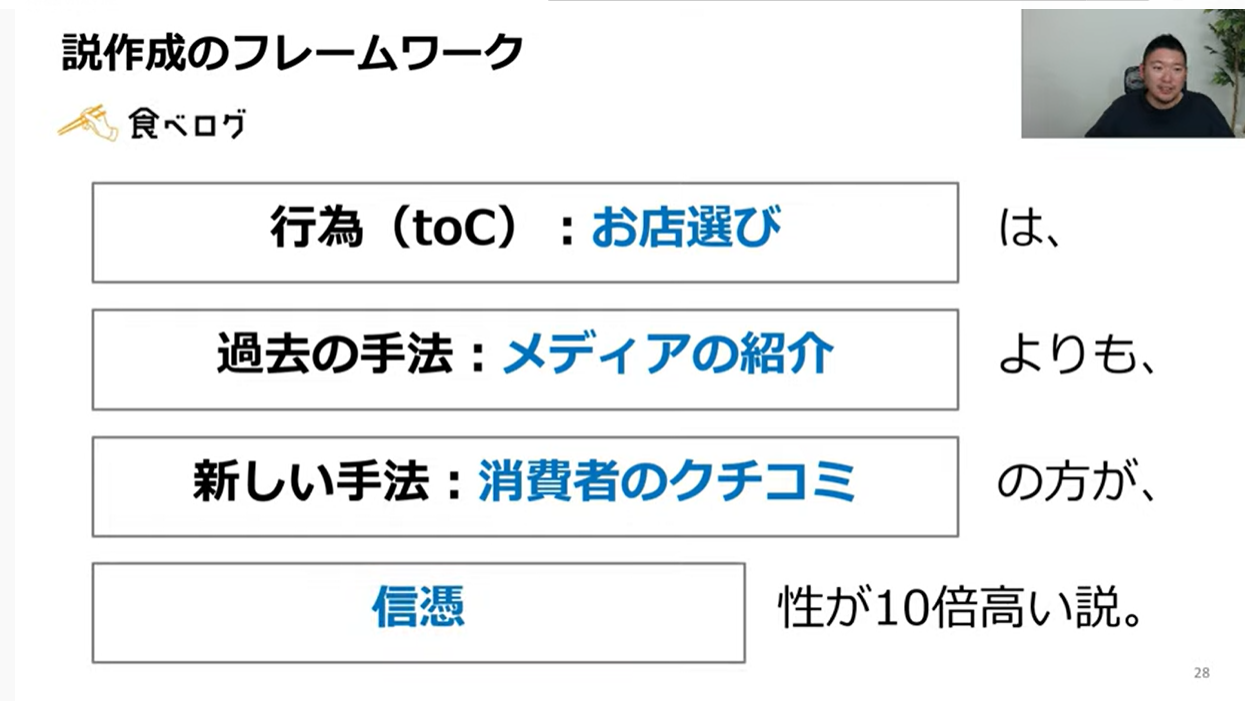 説作成のフレームワーク
食べログ
行為（toC）：お店選び は、
過去の手法：メディアの紹介 よりも、
新しい手法：消費者のクチコミ の方が、
信憑 性が10倍高い説。
28